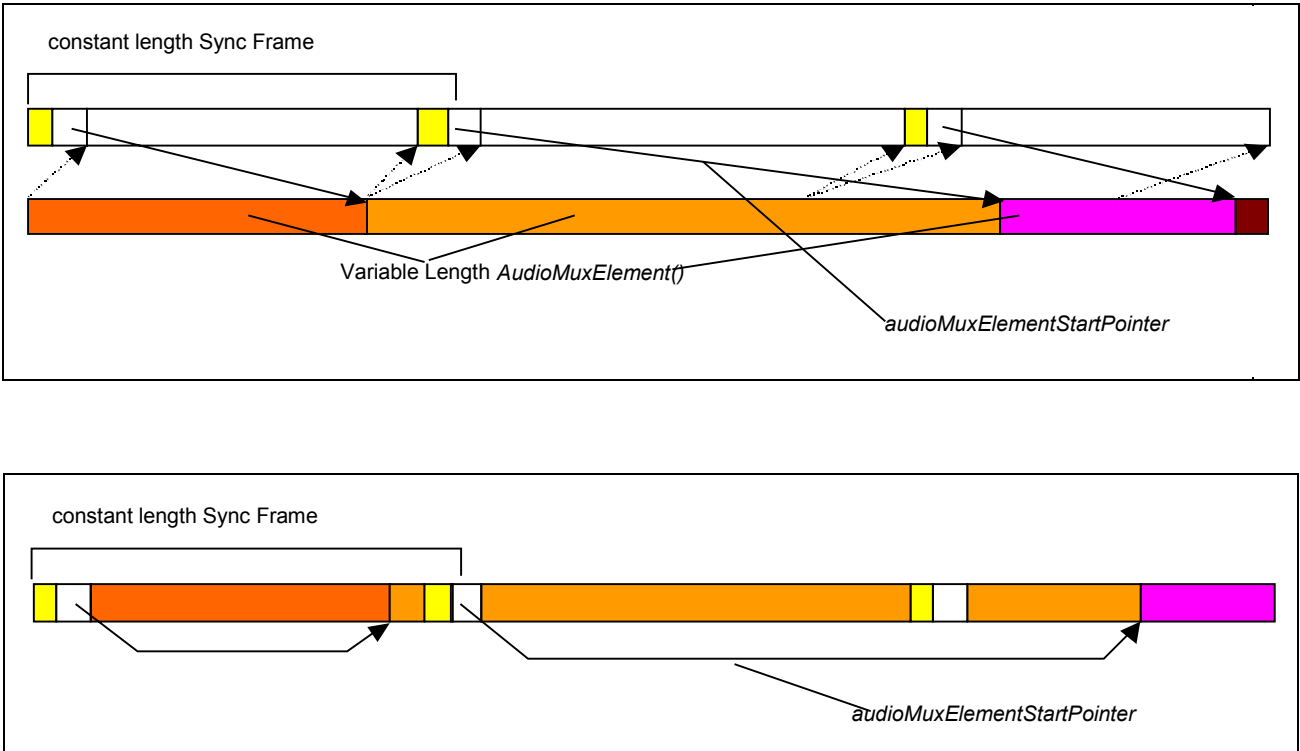 constant length Sync Frame
Variable Length AudioMuxElement()
audioMuxElementStartPointer
constant length Sync Frame
audioMuxElementStartPointer